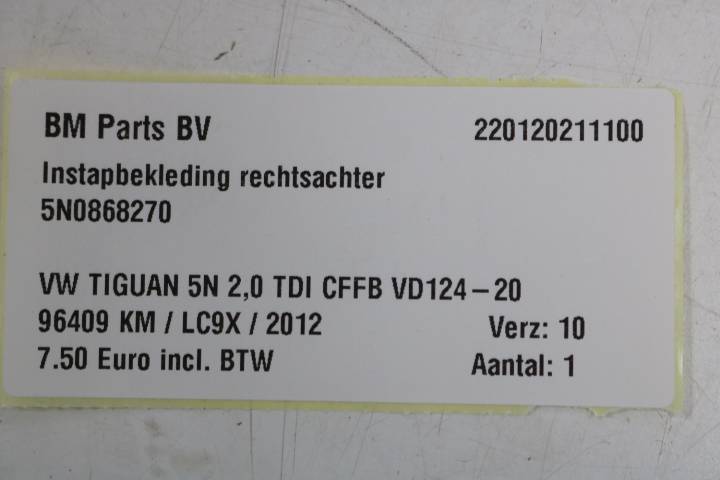 BM Parts BV 220120211100
Instapbekleding rechtsachter
5N0868270
VW TIGUAN 5N 2,0 TDI CFFB VD124-20
96409 KM / LC9X / 2012 Verz: 10
7.50 Euro incl. BTW Aantal: 1